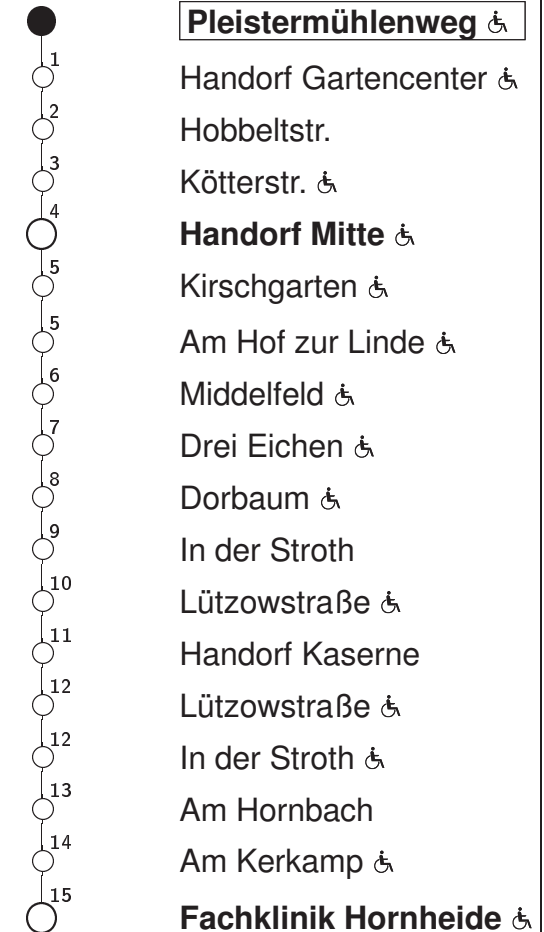 Pleistermühlenweg
1 Handorf Gartencenter
2 Hobbeltstr.
3 Kötterstr.
4 Handorf Mitte
5 Kirschgarten
5 Am Hof zur Linde
6 Middelfeld
7 Drei Eichen
8 Dorbaum
9 In der Stroth
10 Lützowstraße
11 Handorf Kaserne
12 Lützowstraße
12 In der Stroth
13 Am Hornbach
14 Am Kerkamp
15 Fachklinik Hornheide